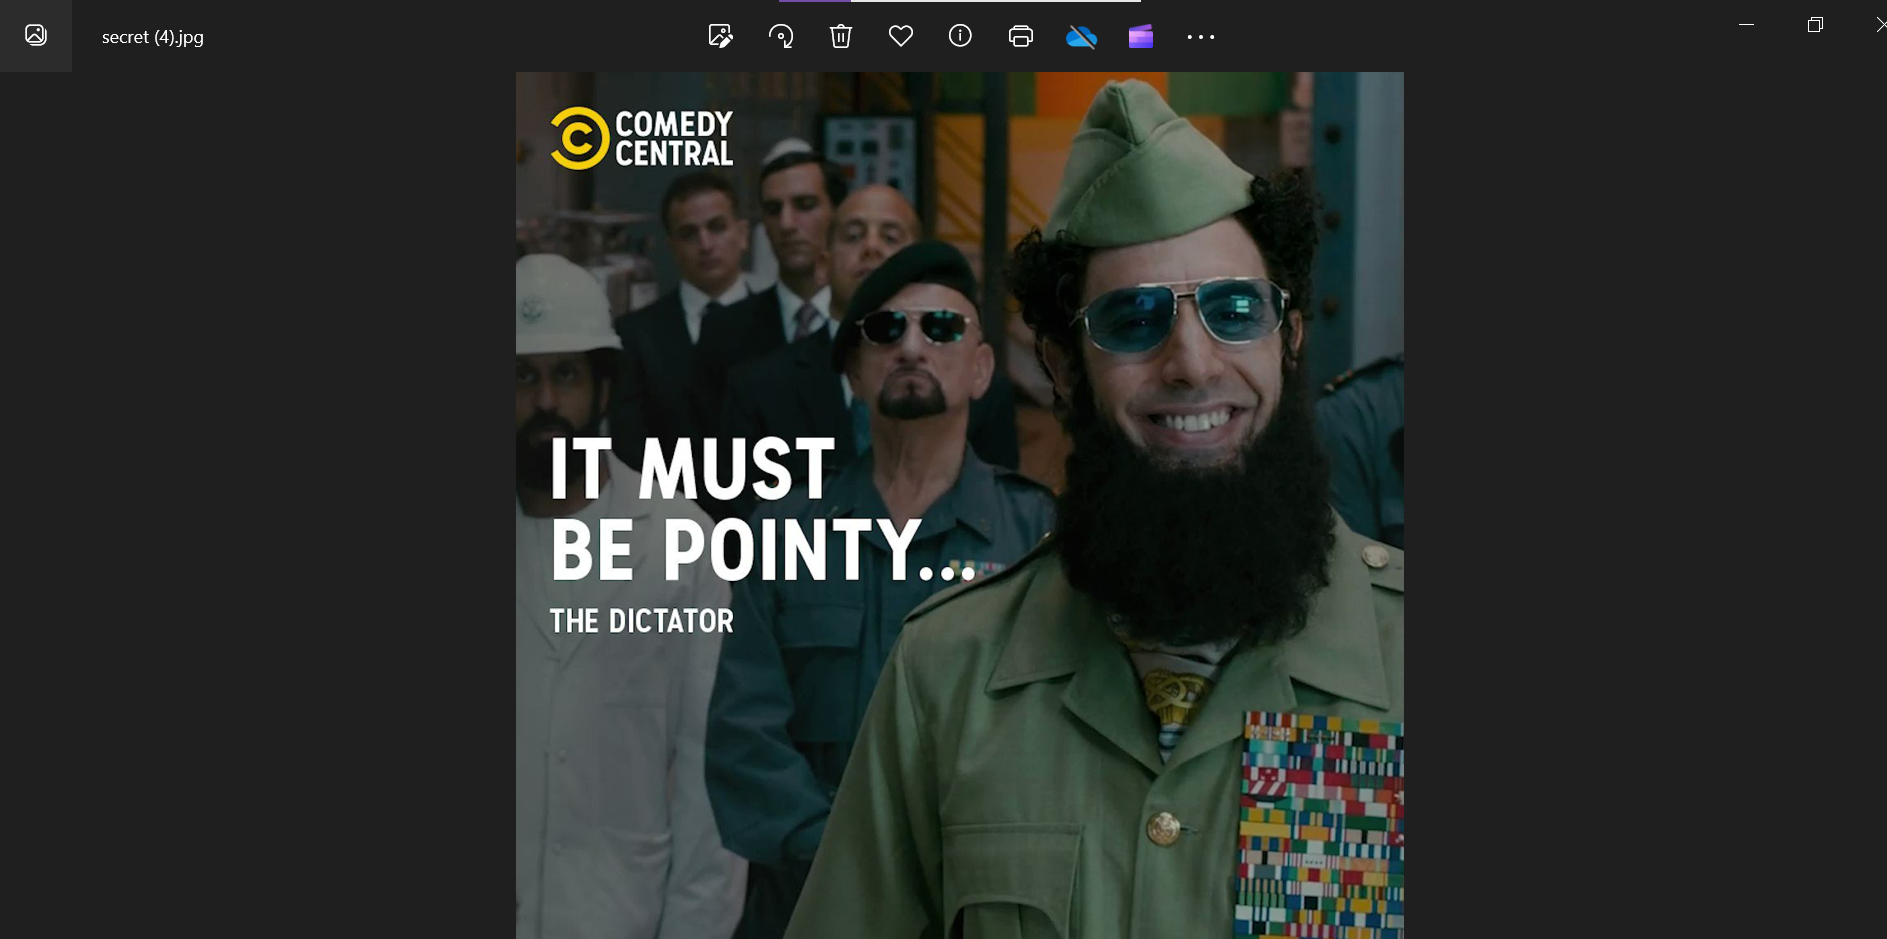 secret (4).jpg
COMEDY
CENTRAL
IT MUST
BE POINTY...
THE DICTATOR